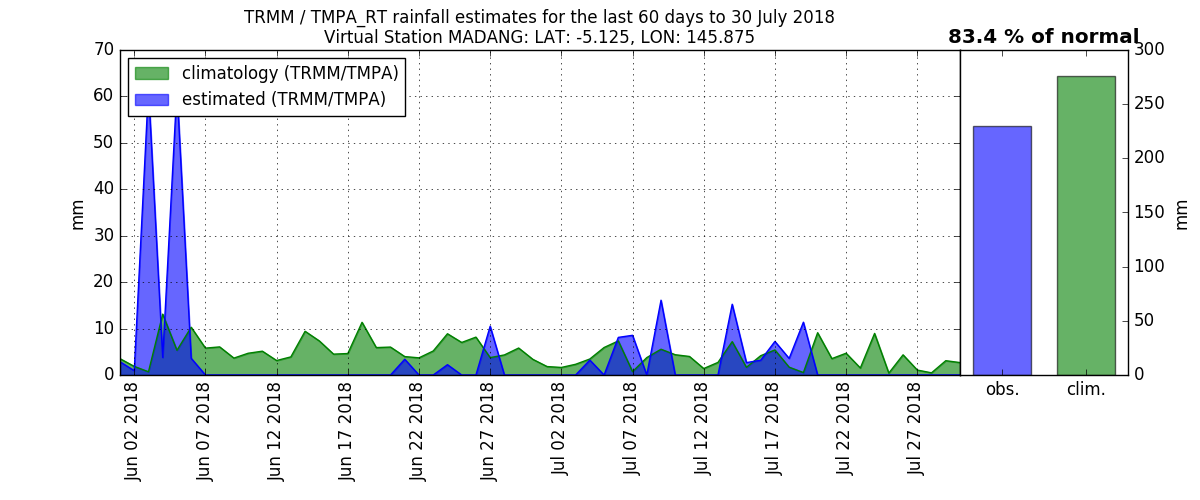 TRMM / TMPA_RT rainfall estimates for the last 60 days to 30 July 2018
Virtual Station MADANG: LAT: -5.125, LON: 145.875
83.4 % of normal
climatology (TRMM/TMPA)
estimated (TRMM/TMPA)
70
60
50
40
30
20
10
0
mm
Jun 02 2018
Jun 07 2018
Jun 12 2018
Jun 17 2018
Jun 22 2018
Jun 27 2018
Jul 02 2018
Jul 07 2018
Jul 12 2018
Jul 17 2018
Jul 22 2018
Jul 27 2018
obs.
clim.
300
250
200
150
100
50
0
mm